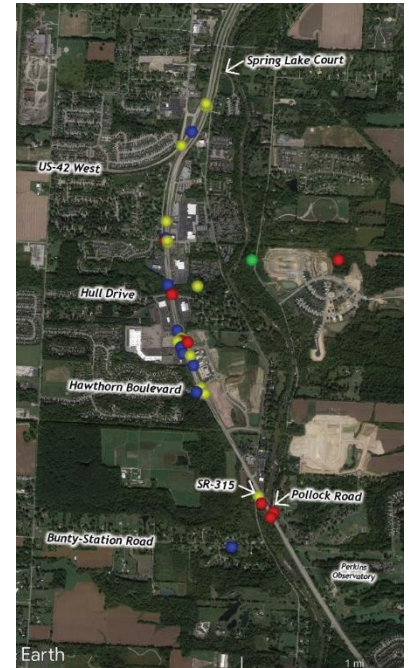 Spring Lake Court
US-42 West
Hull Drive
Hawthorn Boulevard
SR-315
Pollock Road
Bunty-Station Road
Perkins
Observatory
Earth
1 mi